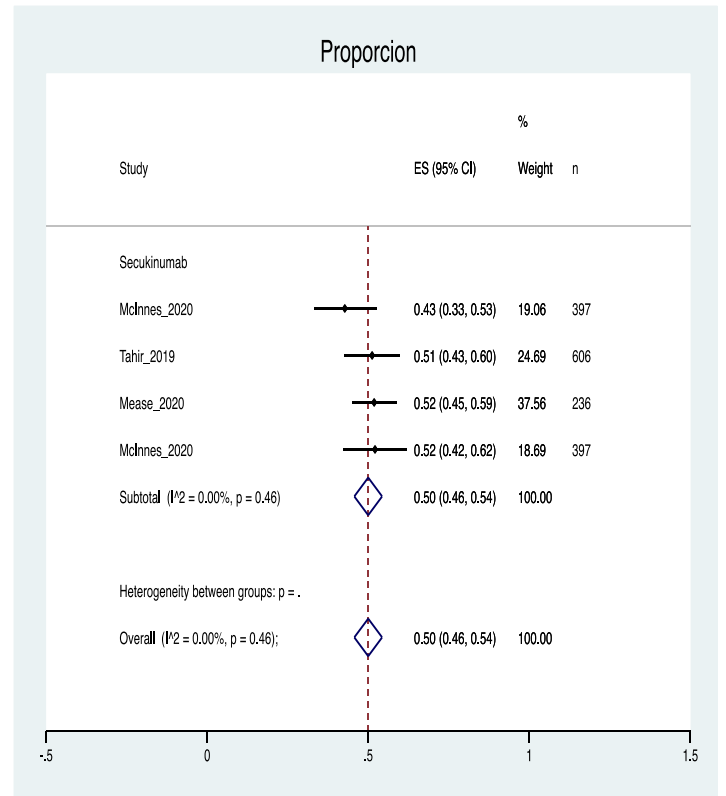 Proporcion
%
Study ES (95% CI) Weight n
Secukinumab
McInnes_2020 0.43 (0.33, 0.53) 19.06 397
Tahir_2019 0.51 (0.43, 0.60) 24.69 606
Mease_2020 0.52 (0.45, 0.59) 37.56 236
McInnes_2020 0.52 (0.42, 0.62) 18.69 397
Subtotal (I^2 = 0.00%, p = 0.46) 0.50 (0.46, 0.54) 100.00
Heterogeneity between groups: p = .
Overall (I^2 = 0.00%, p = 0.46); 0.50 (0.46, 0.54) 100.00
-.5 0 .5 1 1.5